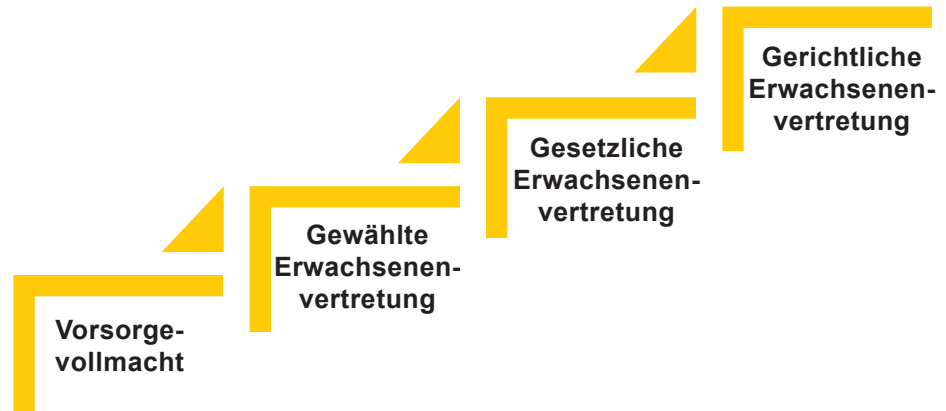 Vorsorge-
vollmacht
Gewählte
Erwachsenen-
vertretung
Gesetzliche
Erwachsenen-
vertretung
Gerichtliche
Erwachsenen-
vertretung